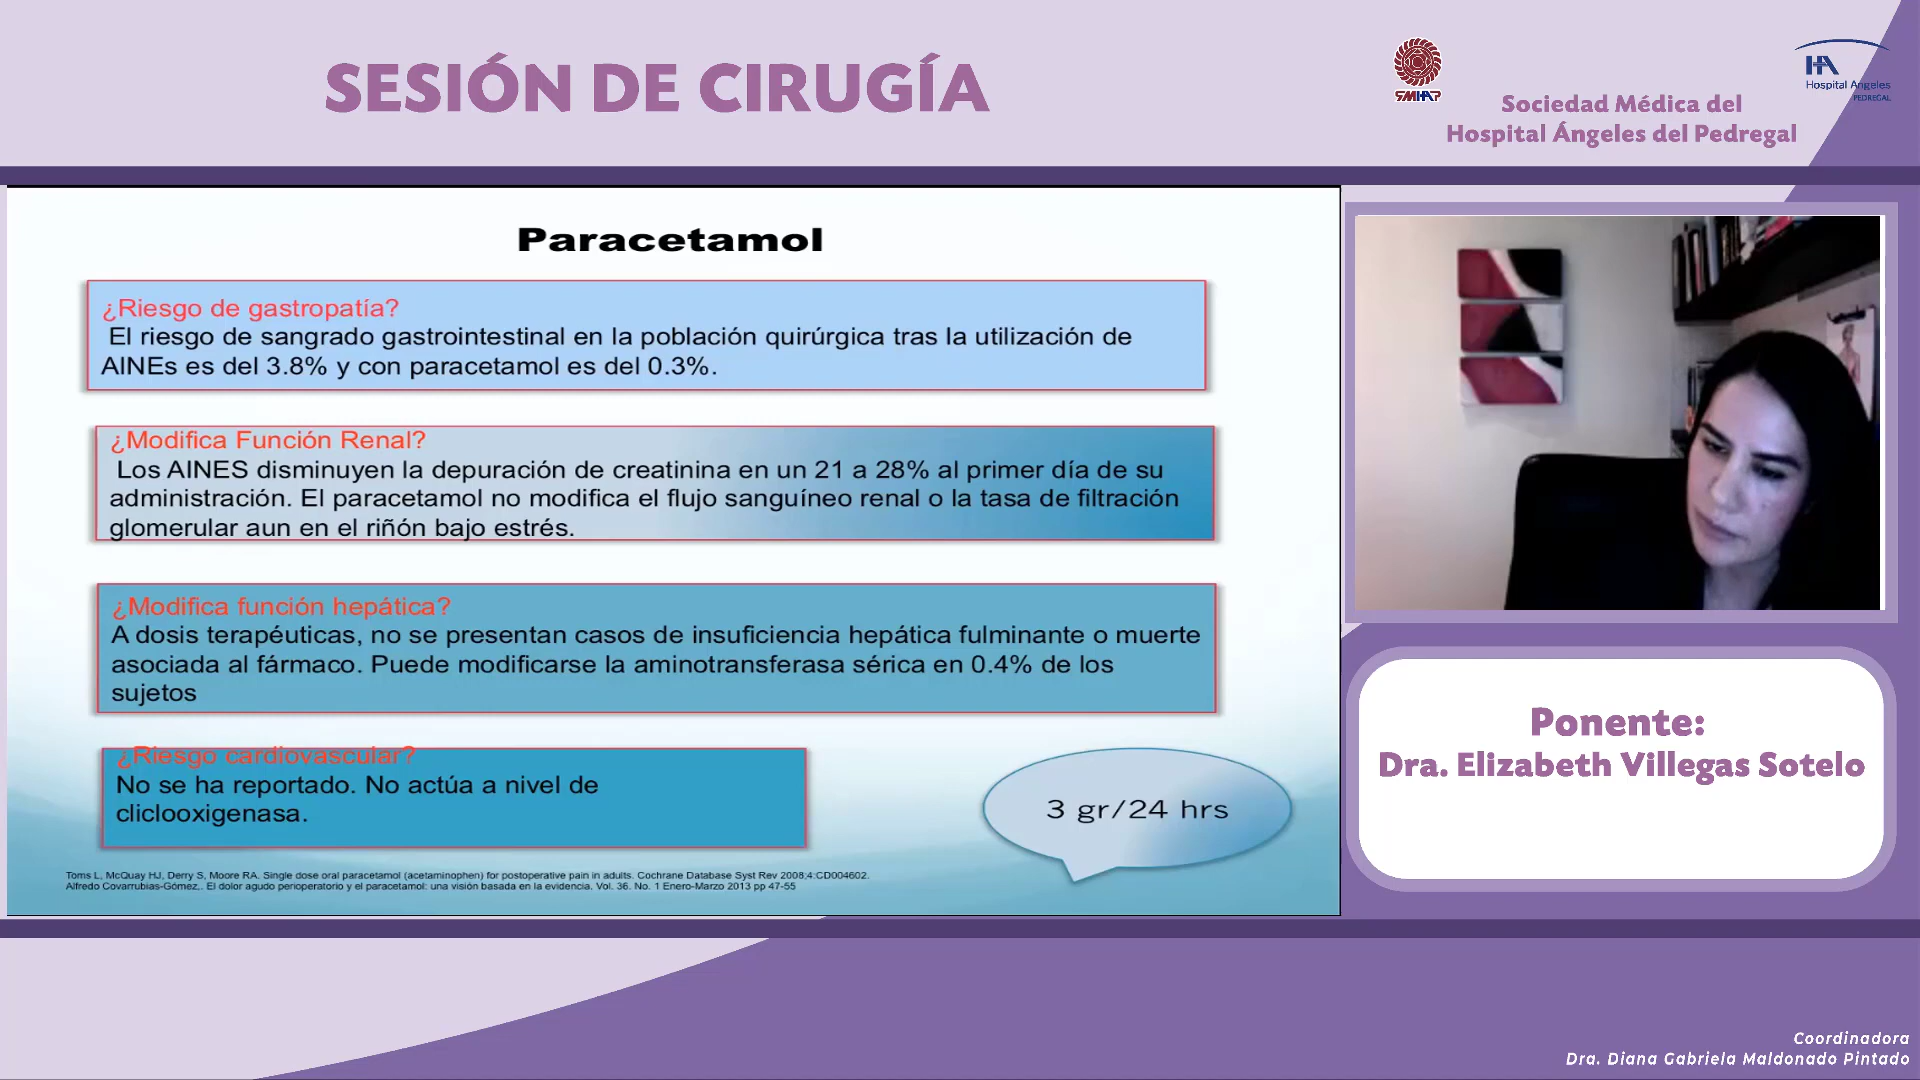 SESIÓN DE CIRUGÍA
SMHAP
Sociedad Médica del
Hospital Ángeles del Pedregal
HA
Hospital Angeles
PEDREGAL
Paracetamol
¿Riesgo de gastropatía?
El riesgo de sangrado gastrointestinal en la población quirúrgica tras la utilización de
AINEs es del 3.8% y con paracetamol es del 0.3%.
¿Modifica Función Renal?
Los AINES disminuyen la depuración de creatinina en un 21 a 28% al primer día de su
administración. El paracetamol no modifica el flujo sanguíneo renal o la tasa de filtración
glomerular aun en el riñón bajo estrés.
¿Modifica función hepática?
A dosis terapéuticas, no se presentan casos de insuficiencia hepática fulminante o muerte
asociada al fármaco. Puede modificarse la aminotransferasa sérica en 0.4% de los
sujetos
¿Riesgo cardiovascular?
No se ha reportado. No actúa a nivel de
cliclooxigenasa.
3 gr/24 hrs
Toms L, McQuay HJ, Derry S, Moore RA. Single dose oral paracetamol (acetaminophen) for postoperative pain in adults. Cochrane Database Syst Rev 2008;4:CD004602.
Alfredo Covarrubias-Gómez,. El dolor agudo perioperatorio y el paracetamol: una visión basada en la evidencia. Vol. 36. No. 1 Enero-Marzo 2013 pp 47-55
Ponente:
Dra. Elizabeth Villegas Sotelo
Coordinadora
Dra. Diana Gabriela Maldonado Pintado